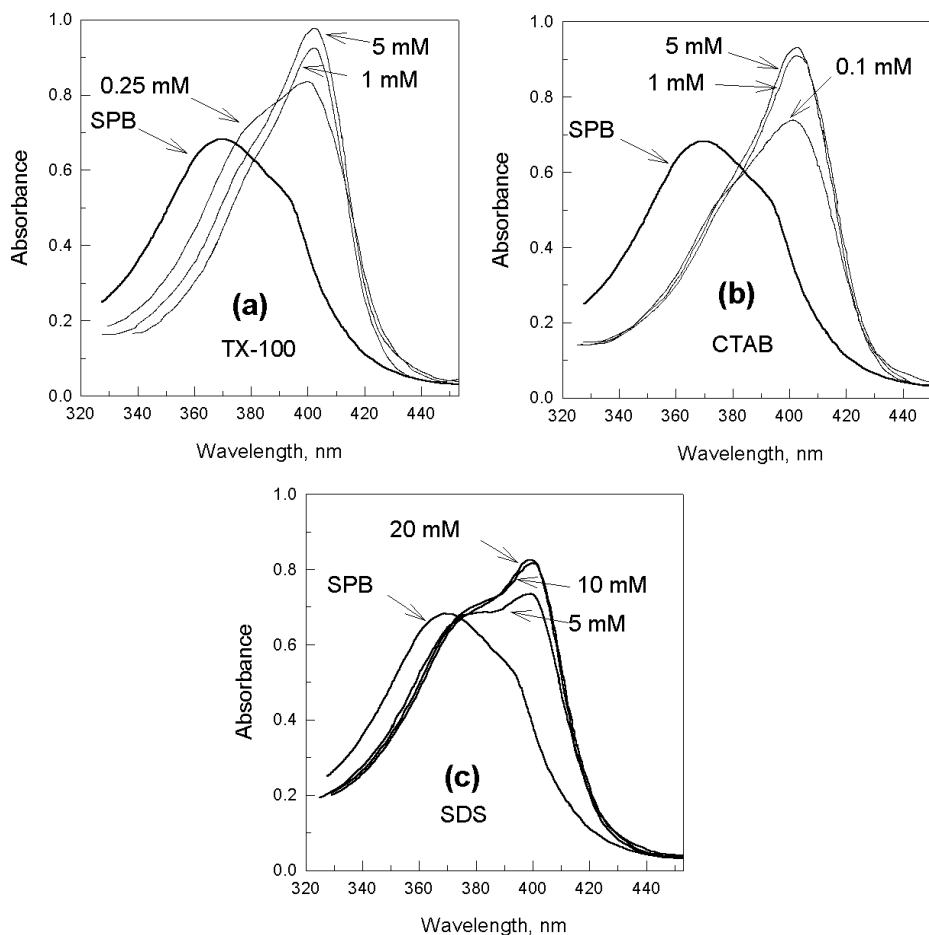 1.0
0.8
0.6
0.4
0.2
0.0
Absorbance
5 mM
1 mM
0.25 mM
SPB
(a)
TX-100
320 340 360 380 400 420 440
Wavelength, nm
1.0
0.8
0.6
0.4
0.2
0.0
Absorbance
5 mM
0.1 mM
1 mM
SPB
(b)
CTAB
320 340 360 380 400 420 440
Wavelength, nm
1.0
0.8
0.6
0.4
0.2
0.0
Absorbance
20 mM
SPB
10 mM
5 mM
(c)
SDS
320 340 360 380 400 420 440
Wavelength, nm